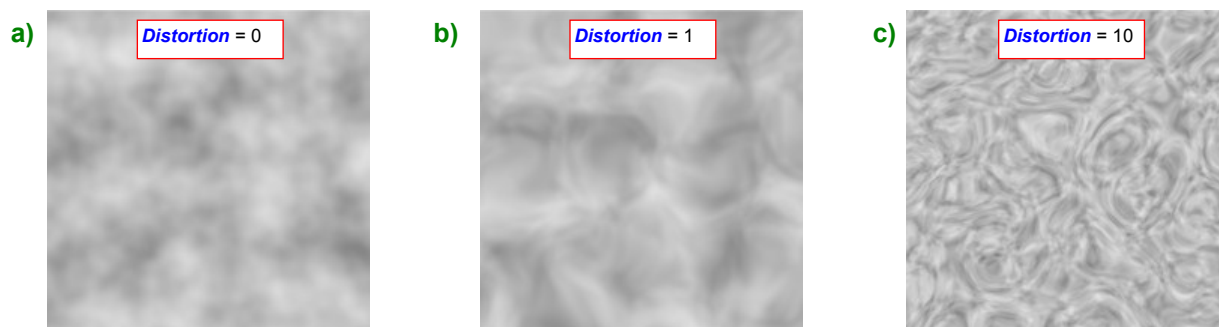 a)
Distortion = 0
b)
Distortion = 1
c)
Distortion = 10